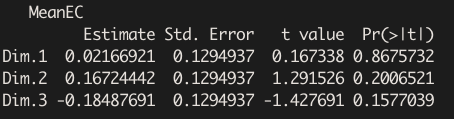 MeanEC
Estimate Std. Error t value Pr(>|t|)
Dim.1 0.02166921 0.1294937 0.167338 0.8675732
Dim.2 0.16724442 0.1294937 1.291526 0.2006521
Dim.3 -0.18487691 0.1294937 -1.427691 0.1577039